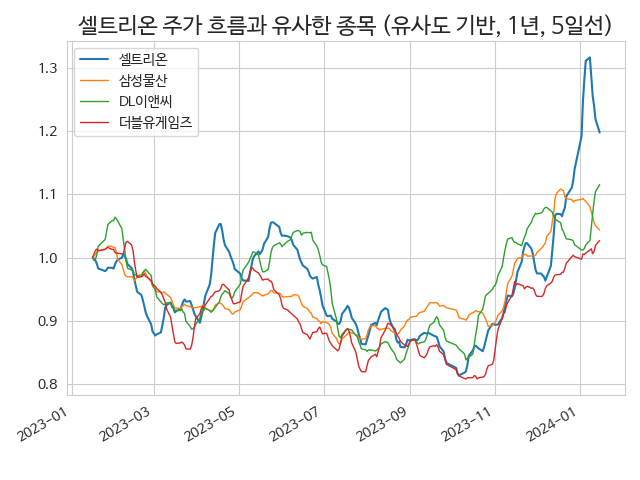 셀트리온 주가 흐름과 유사한 종목 (유사도 기반, 1년, 5일선)
셀트리온
삼성물산
DL이앤씨
더블유게임즈
1.3
1.2
1.1
1.0
0.9
0.8
2023-01
2023-03
2023-05
2023-07
2023-09
2023-11
2024-01